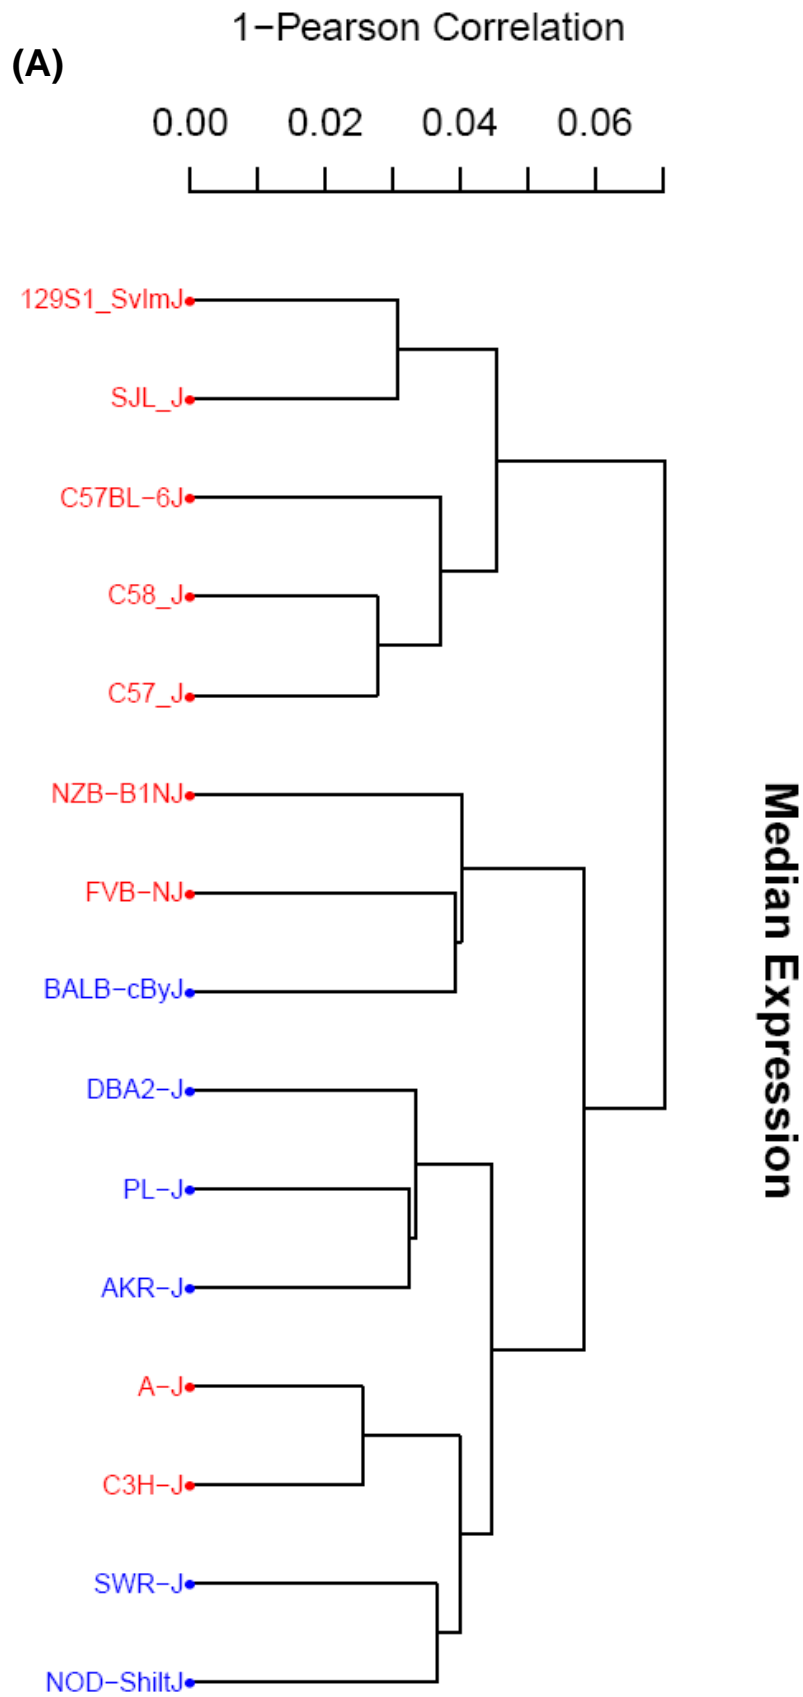 1−Pearson Correlation
(A)
0.00 0.02 0.04 0.06
129S1_SvImJ
SJL_J
C57BL−6J
C58_J
C57_J
NZB−B1NJ
FVB−NJ
BALB−cByJ
DBA2−J
PL−J
AKR−J
A−J
C3H−J
SWR−J
NOD−ShiltJ
Median Expression